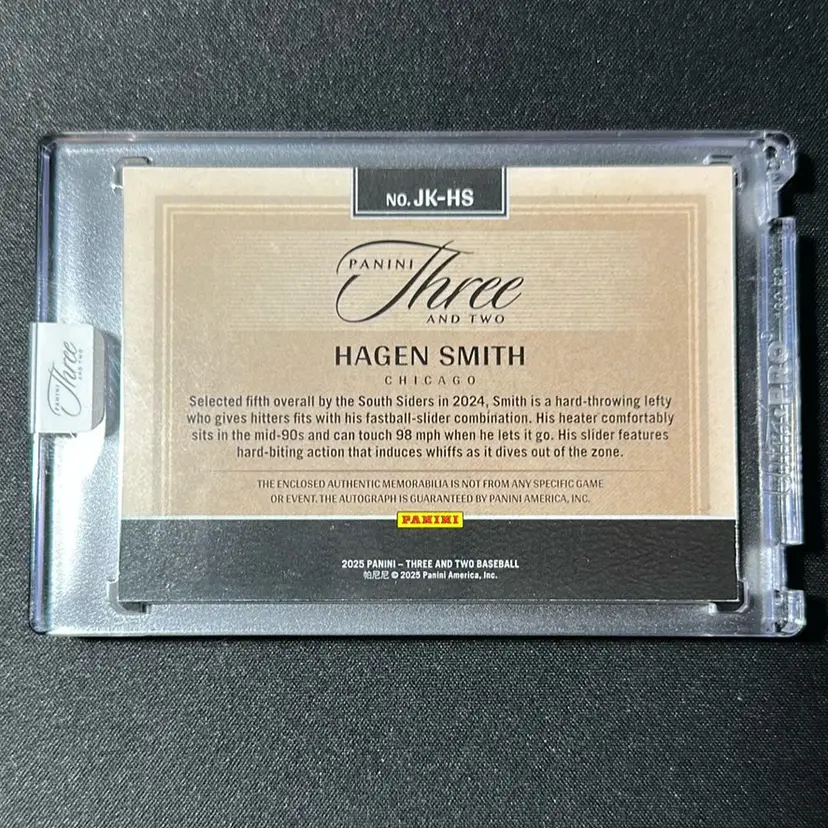 NO. JK-HS
PANINI
Three
AND TWO
HAGEN SMITH
CHICAGO
Selected fifth overall by the South Siders in 2024, Smith is a hard-throwing lefty
who gives hitters fits with his fastball-slider combination. His heater comfortably
sits in the mid-90s and can touch 98 mph when he lets it go. His slider features
hard-biting action that induces whiffs as it dives out of the zone.
THE ENCLOSED AUTHENTIC MEMORABILIA IS NOT FROM ANY SPECIFIC GAME
OR EVENT. THE AUTOGRAPH IS GUARANTEED BY PANINI AMERICA, INC.
PANINI
2025 PANINI – THREE AND TWO BASEBALL
帕尼尼 © 2025 Panini America, Inc.
PANINI
Three
AND TWO